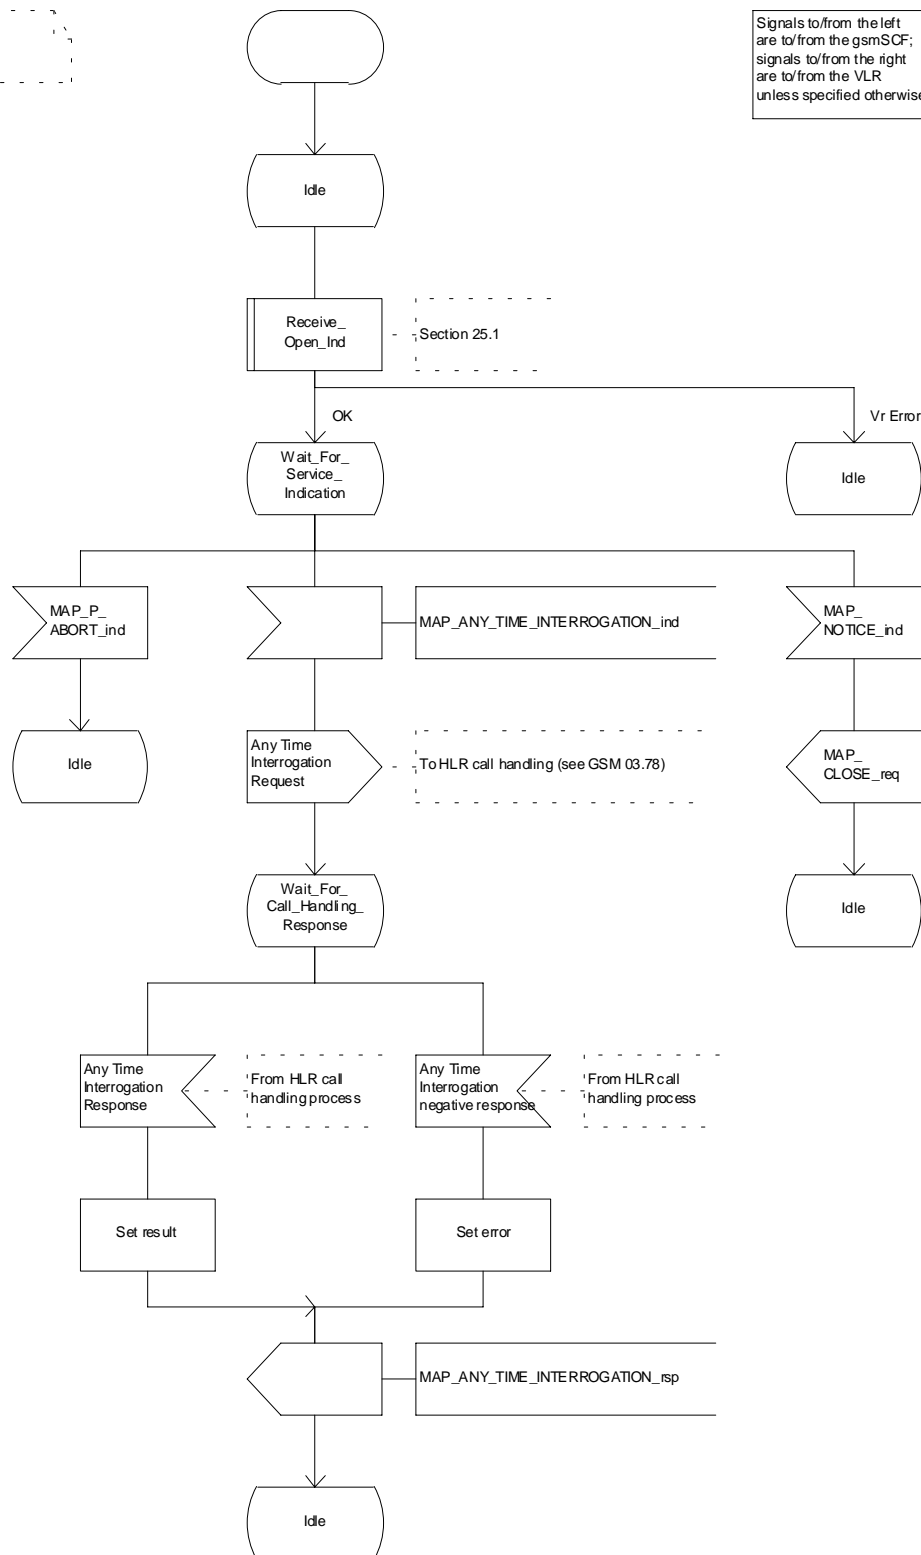 Signals to/from the left
are to/from the gsmSCF;
signals to/from the right
are to/from the VLR
unless specified otherwise
Idle
Receive_
Open_Ind
Section 25.1
OK
Vr Error
Wait_For_
Service_
Indication
Idle
MAP_P_
ABORT_ind
MAP_ANY_TIME_INTERROGATION_ind
MAP_
NOTICE_ind
Idle
Any Time
Interrogation
Request
To HLR call handling (see GSM 03.78)
MAP_
CLOSE_req
Wait_For_
Call_Handling_
Response
Idle
Any Time
Interrogation
Response
From HLR call
handling process
Any Time
Interrogation
negative response
From HLR call
handling process
Set result
Set error
MAP_ANY_TIME_INTERROGATION_rsp
Idle